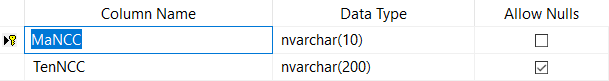 Column Name Data Type Allow Nulls
MaNCC nvarchar(10)
TenNCC nvarchar(200)